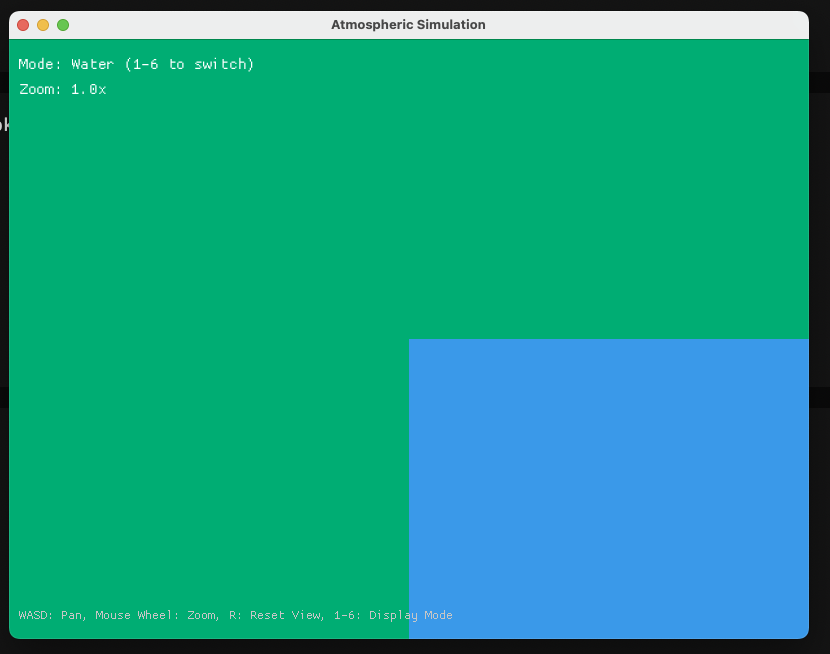 Atmospheric Simulation
Mode: Water (1-6 to switch)
Zoom: 1.0x
WASD: Pan, Mouse Wheel: Zoom, R: Reset View, 1-6: Display Mode